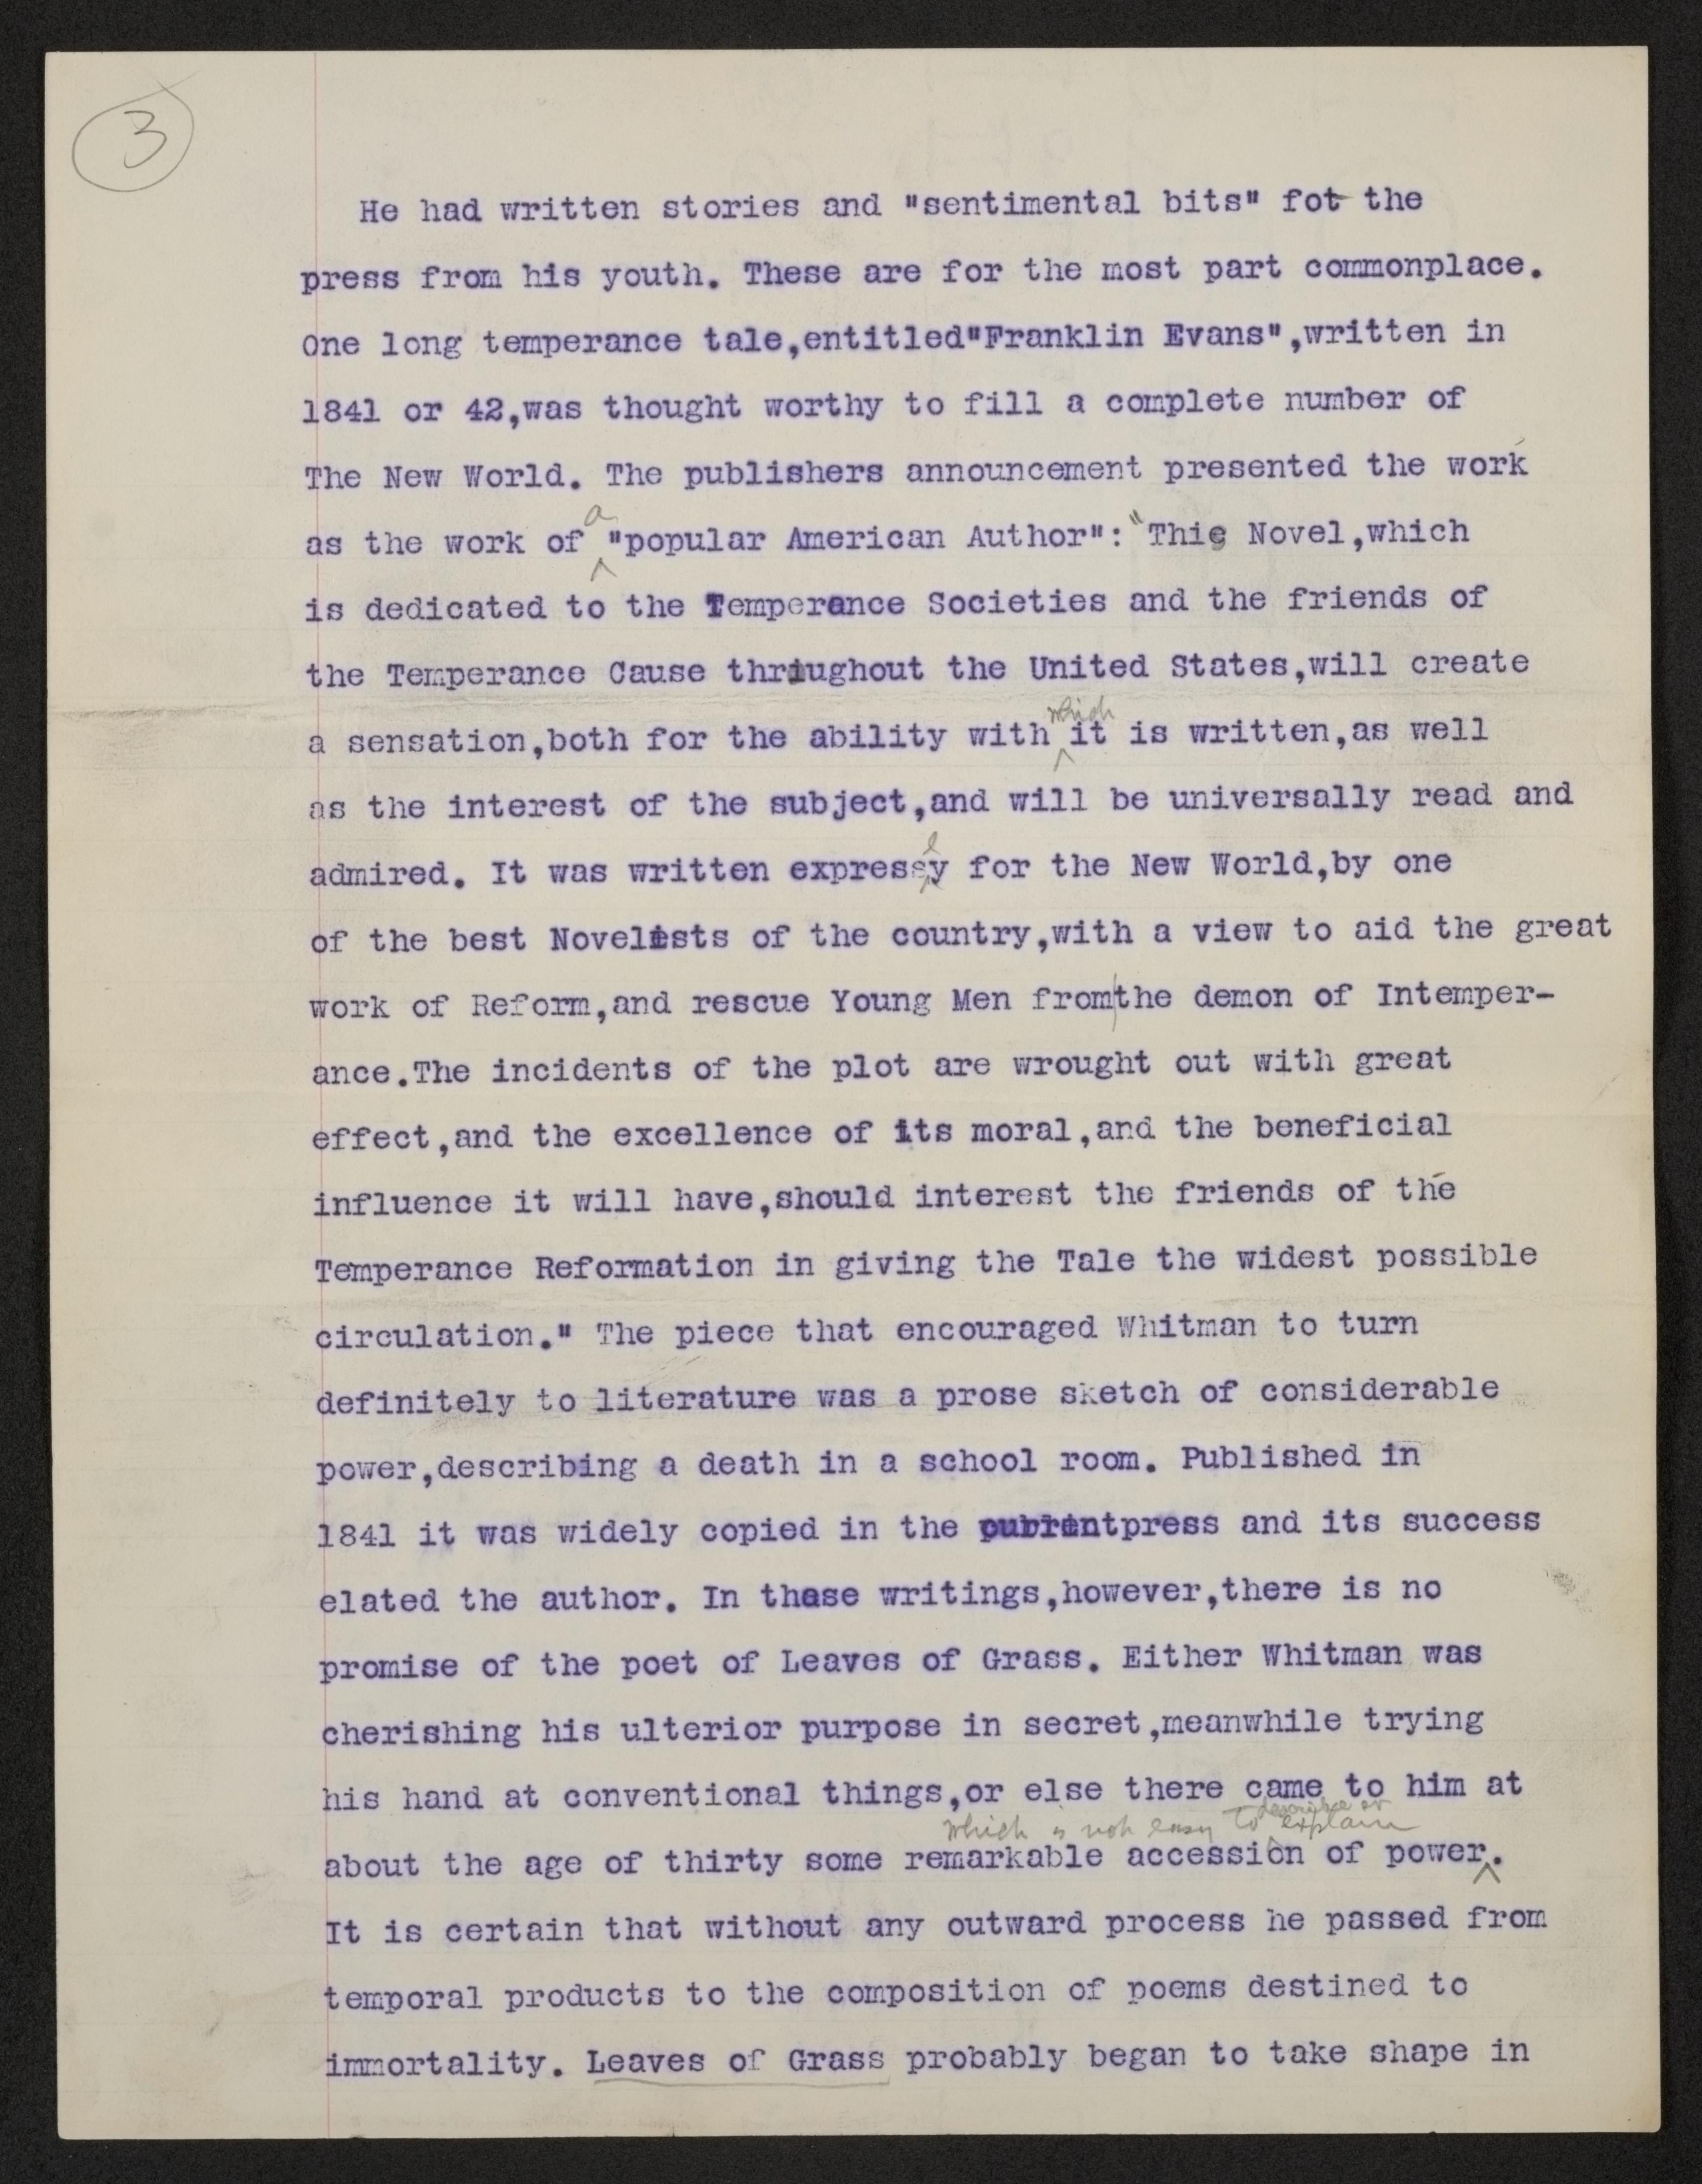 3
He had written stories and "sentimental bits" fot the
press from his youth. These are for the most part commonplace.
One long temperance tale,entitled"Franklin Evans",written in
1841 or 42,was thought worthy to fill a complete number of
The New World. The publishers announcement presented the work
a
as the work of "popular American Author": "This Novel,which
is dedicated to the Temperance Societies and the friends of
the Temperance Cause thriughout the United States,will create
which
a sensation,both for the ability with it is written,as well
as the interest of the subject,and will be universally read and
l
admired. It was written expressy for the New World,by one
of the best Novelists of the country,with a view to aid the great
work of Reform,and rescue Young Men from|the demon of Intemper-
ance.The incidents of the plot are wrought out with great
effect,and the excellence of its moral,and the beneficial
influence it will have,should interest the friends of the
Temperance Reformation in giving the Tale the widest possible
circulation." The piece that encouraged Whitman to turn
definitely to literature was a prose sketch of considerable
power,describing a death in a school room. Published in
1841 it was widely copied in the currentpress and its success
elated the author. In these writings,however,there is no
promise of the poet of Leaves of Grass. Either Whitman was
cherishing his ulterior purpose in secret,meanwhile trying
his hand at conventional things,or else there came to him at
describe or
which is not easy to explain
about the age of thirty some remarkable accession of power.
It is certain that without any outward process he passed from
temporal products to the composition of poems destined to
immortality. Leaves of Grass probably began to take shape in